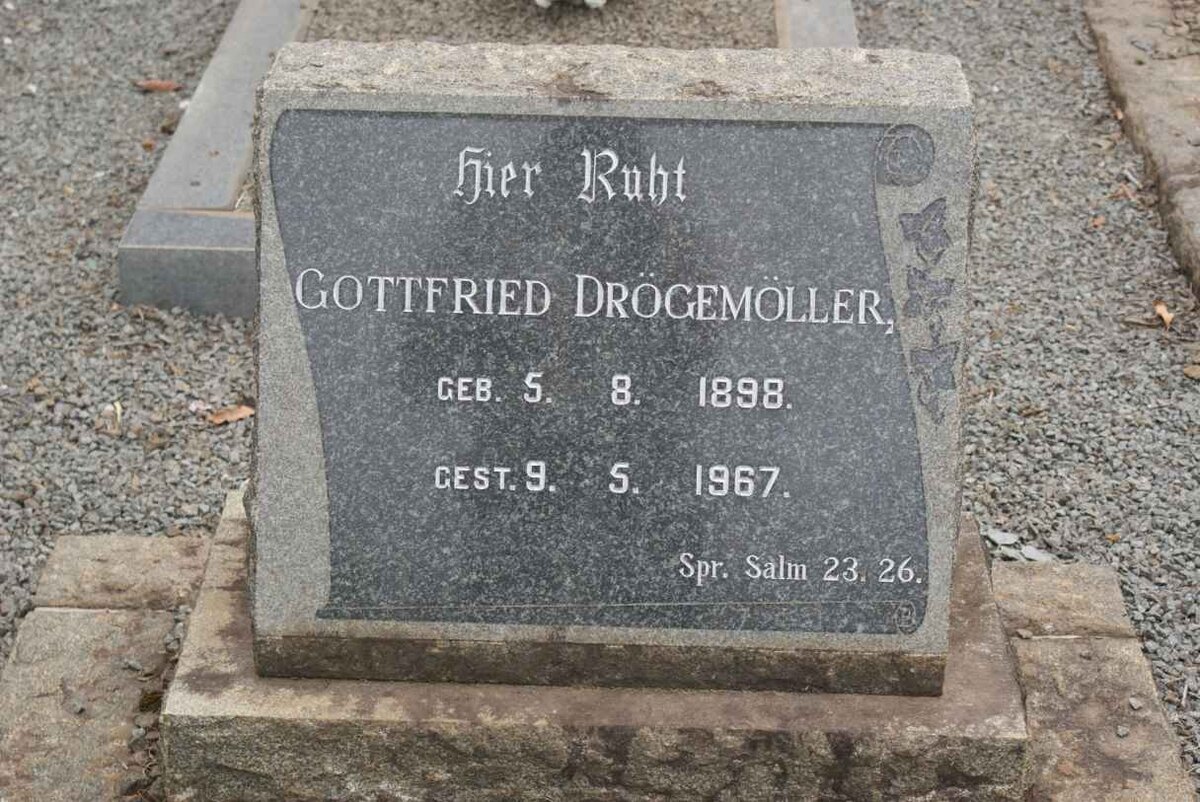 Hier Ruht
GOTTFRIED DRÖGEMÖLLER,
GEB. 5. 8. 1898.
GEST. 9. 5. 1967.
Spr. Salm 23. 26.